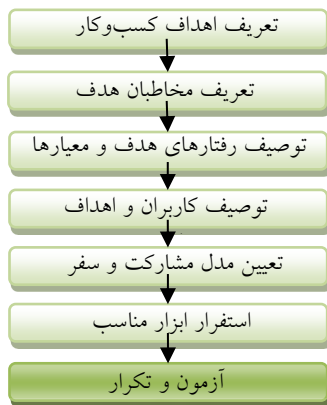 تعریف اهداف کسب‌وکار
تعریف مخاطبان هدف
توصیف رفتارهای هدف و معیارها
توصیف کاربران و اهداف
تعیین مدل مشارکت و سفر
استفرار ابزار مناسب
آزمون و تکرار